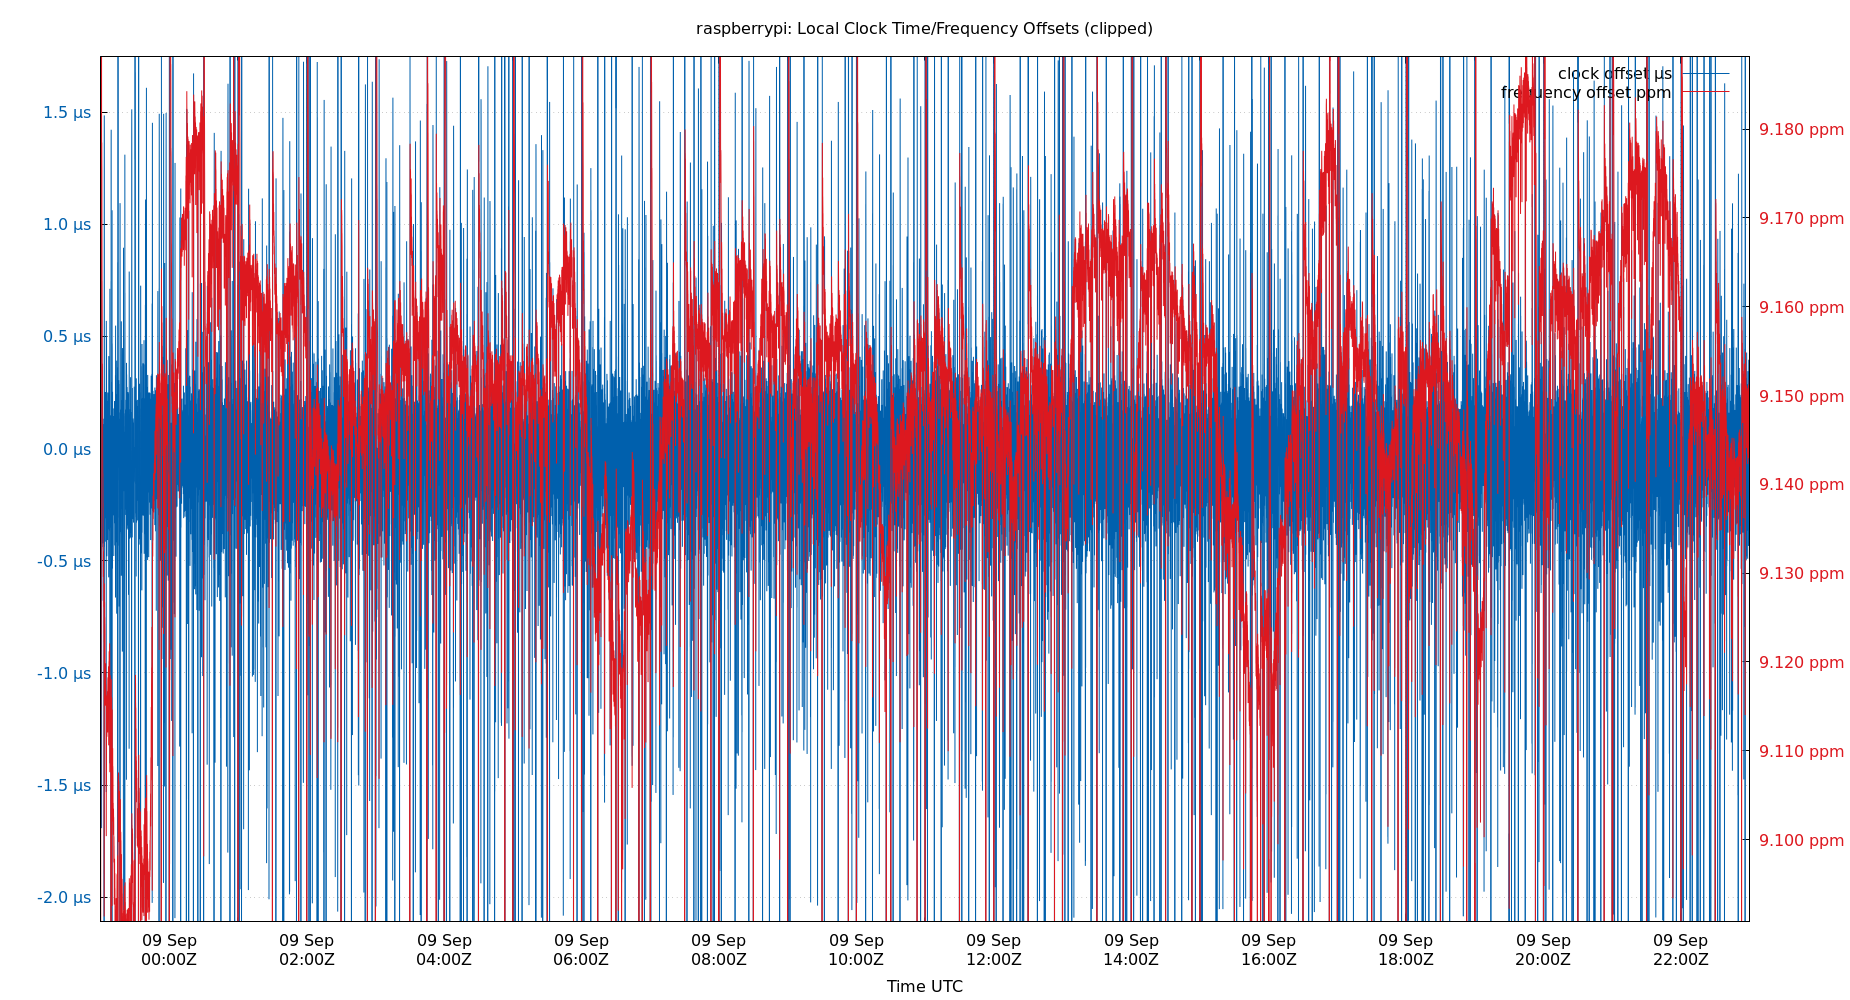 raspberrypi: Local Clock Time/Frequency Offsets (clipped)
clock offset µs
frequency offset ppm
1.5 µs
1.0 µs
0.5 µs
0.0 µs
-0.5 µs
-1.0 µs
-1.5 µs
-2.0 µs
9.180 ppm
9.170 ppm
9.160 ppm
9.150 ppm
9.140 ppm
9.130 ppm
9.120 ppm
9.110 ppm
9.100 ppm
09 Sep 09 Sep 09 Sep 09 Sep 09 Sep 09 Sep 09 Sep 09 Sep 09 Sep 09 Sep 09 Sep 09 Sep
00:00Z 02:00Z 04:00Z 06:00Z 08:00Z 10:00Z 12:00Z 14:00Z 16:00Z 18:00Z 20:00Z 22:00Z
Time UTC